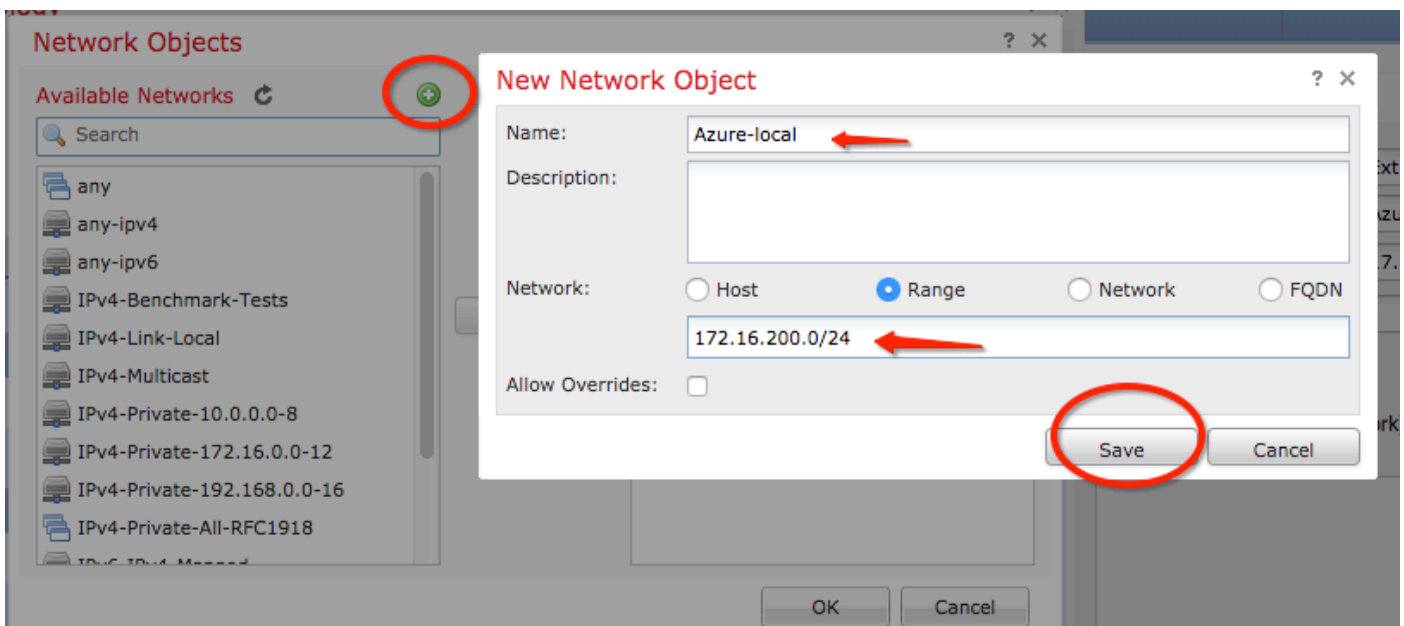 Network Objects
? ×
Available Networks
Search
any
any-ipv4
any-ipv6
IPv4-Benchmark-Tests
IPv4-Link-Local
IPv4-Multicast
IPv4-Private-10.0.0.0-8
IPv4-Private-172.16.0.0-12
IPv4-Private-192.168.0.0-16
IPv4-Private-All-RFC1918
OK
Cancel
New Network Object
? ×
Name:
Azure-local
Description:
Network:
Host
Range
Network
FQDN
172.16.200.0/24
Allow Overrides:
Save
Cancel